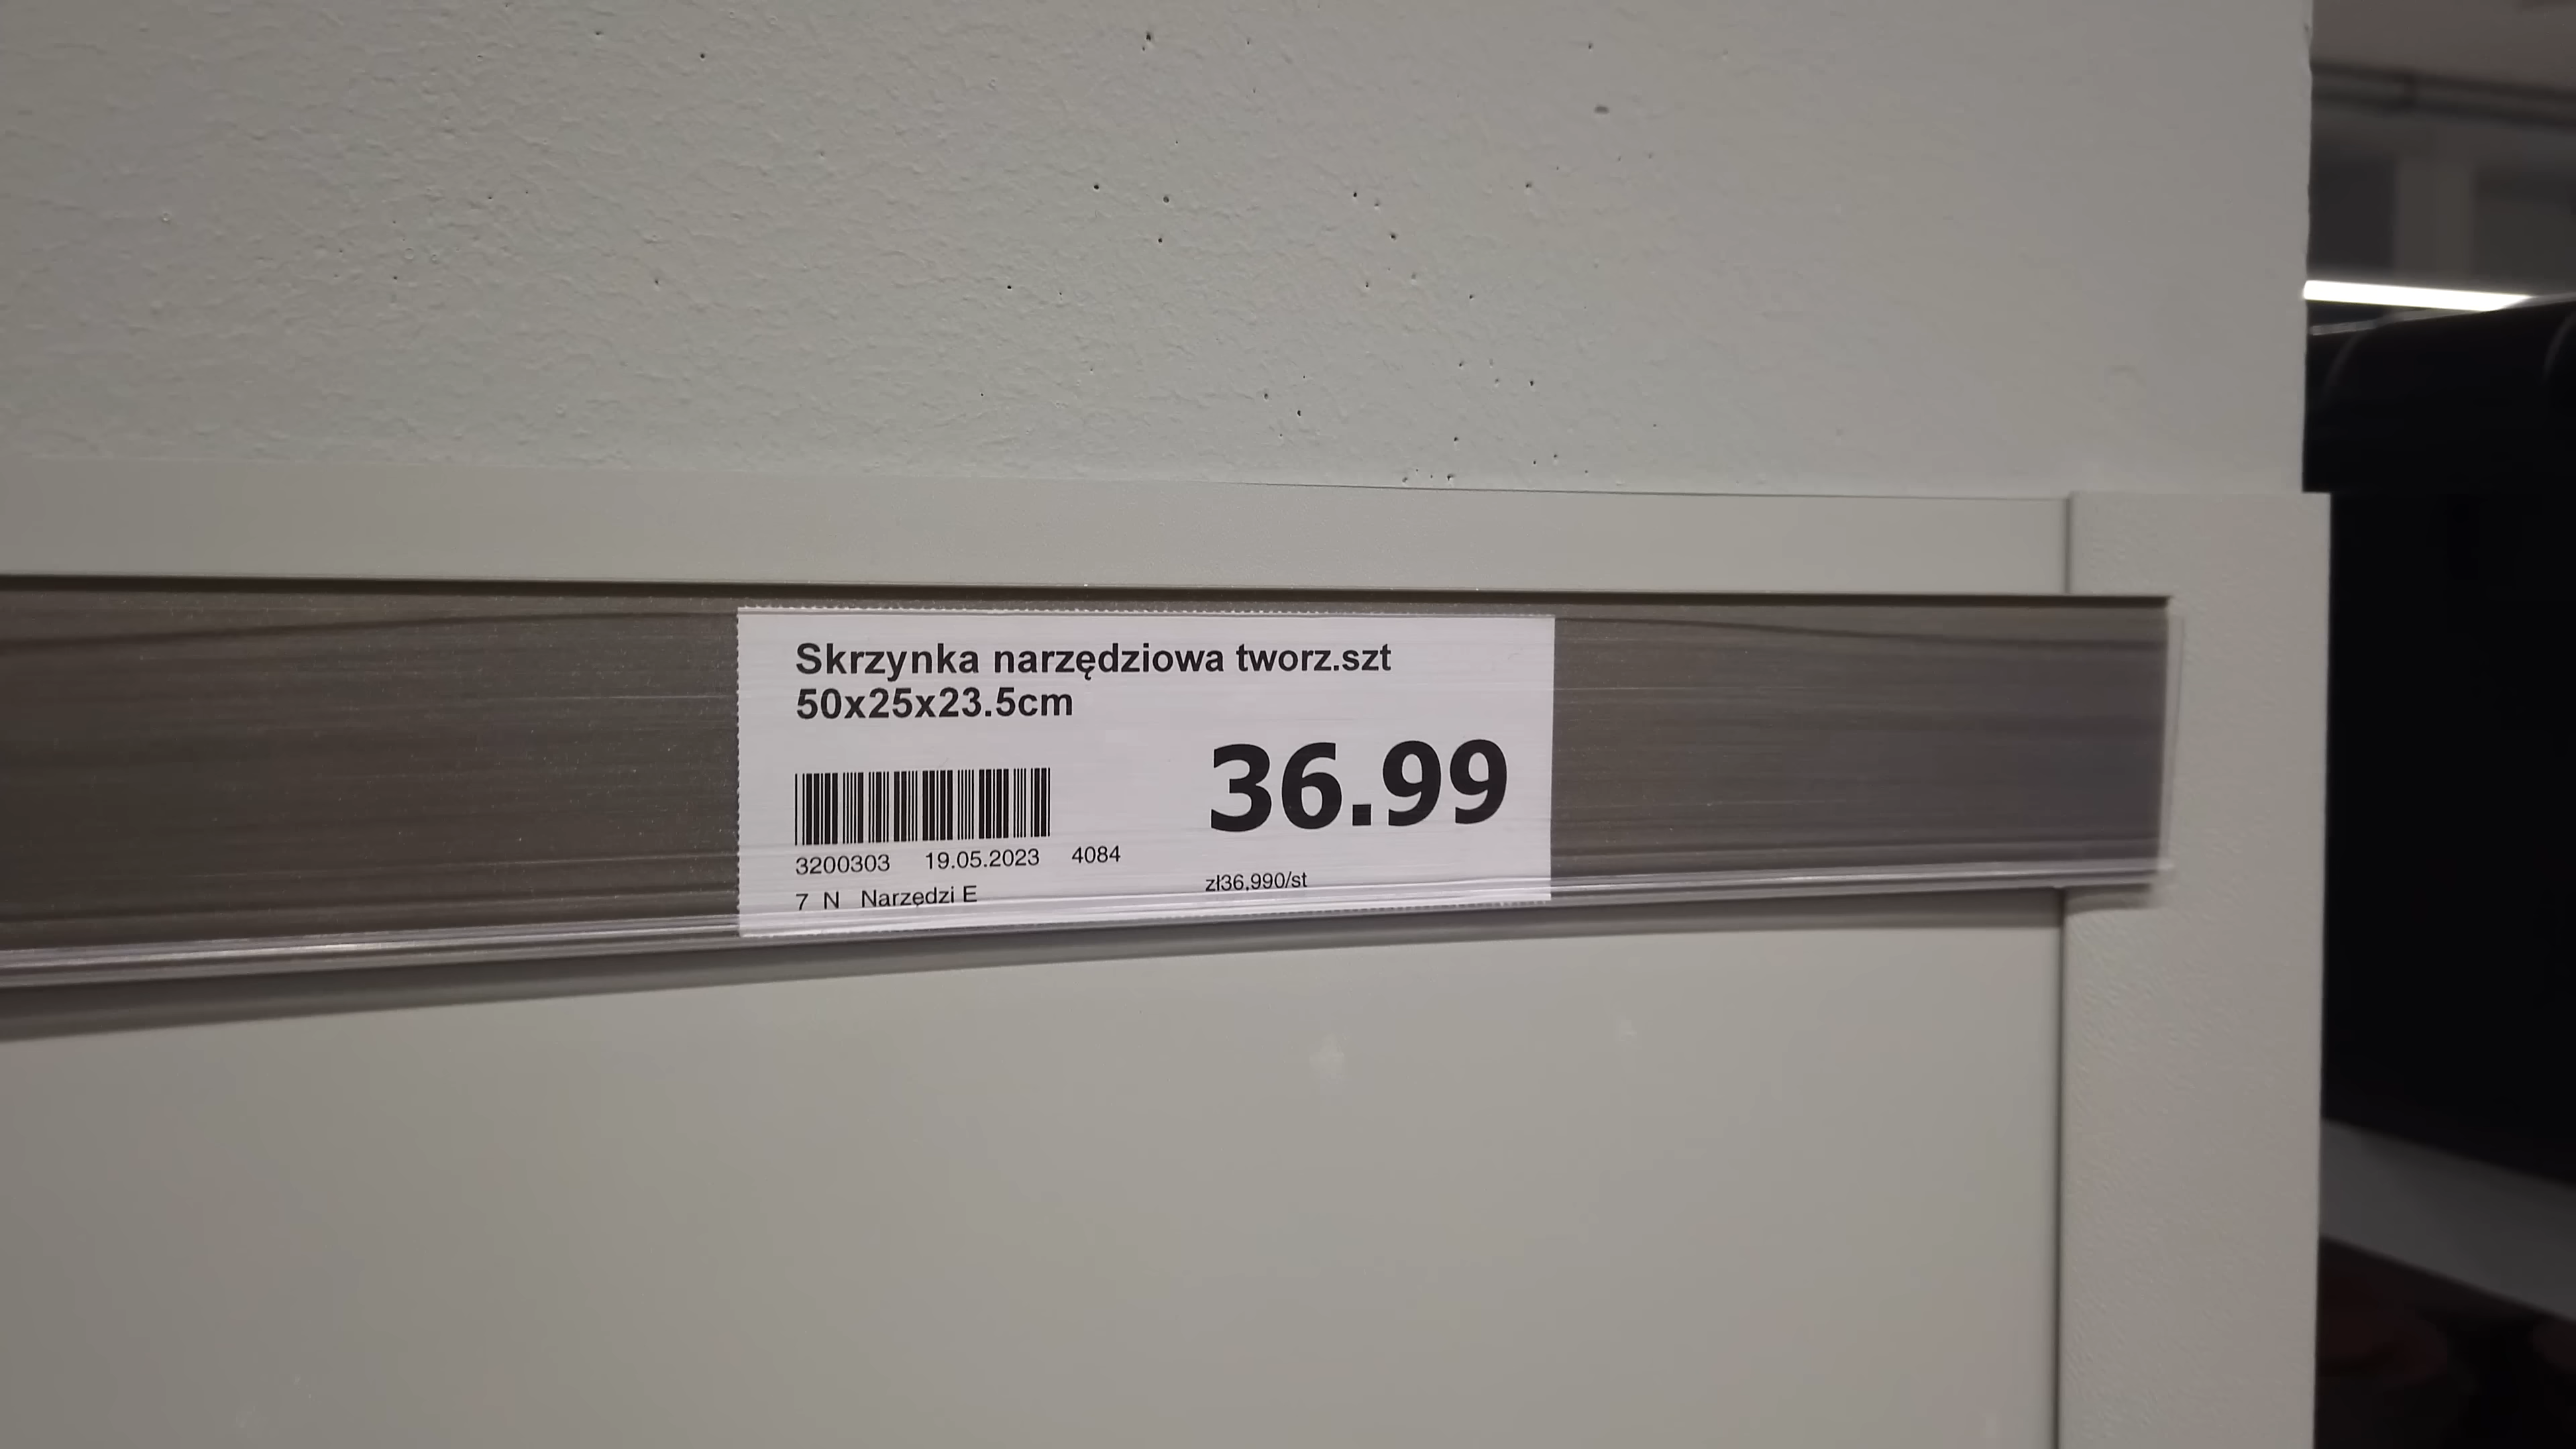 Skrzynka narzędziowa tworz.szt
50x25x23.5cm
36.99
3200303 19.05.2023 4084
7 N Narzędzi E
zł36,990/st